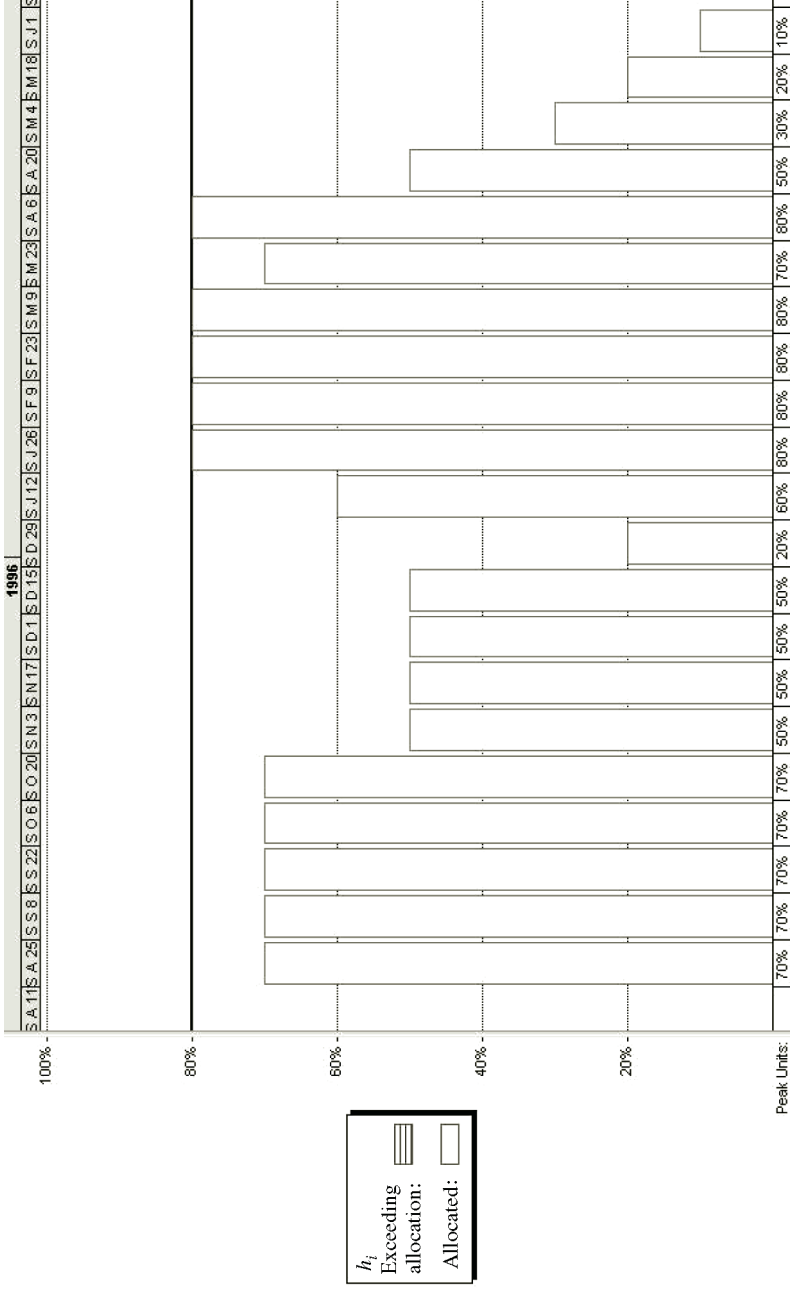 1996
S A 11 S A 25 S S 8 S S 22 S O 6 S O 20 S N 3 S N 17 S D 1 S D 15 S D 29 S J 12 S J 26 S F 9 S F 23 S M 9 S M 23 S A 6 S A 20 S M 4 S M 18 S J 1
100%
80%
60%
40%
20%
Peak Units: 70% 70% 70% 70% 70% 50% 50% 50% 50% 20% 60% 80% 80% 80% 80% 70% 80% 50% 30% 20% 10%
hᵢ
Exceeding
allocation:
Allocated: